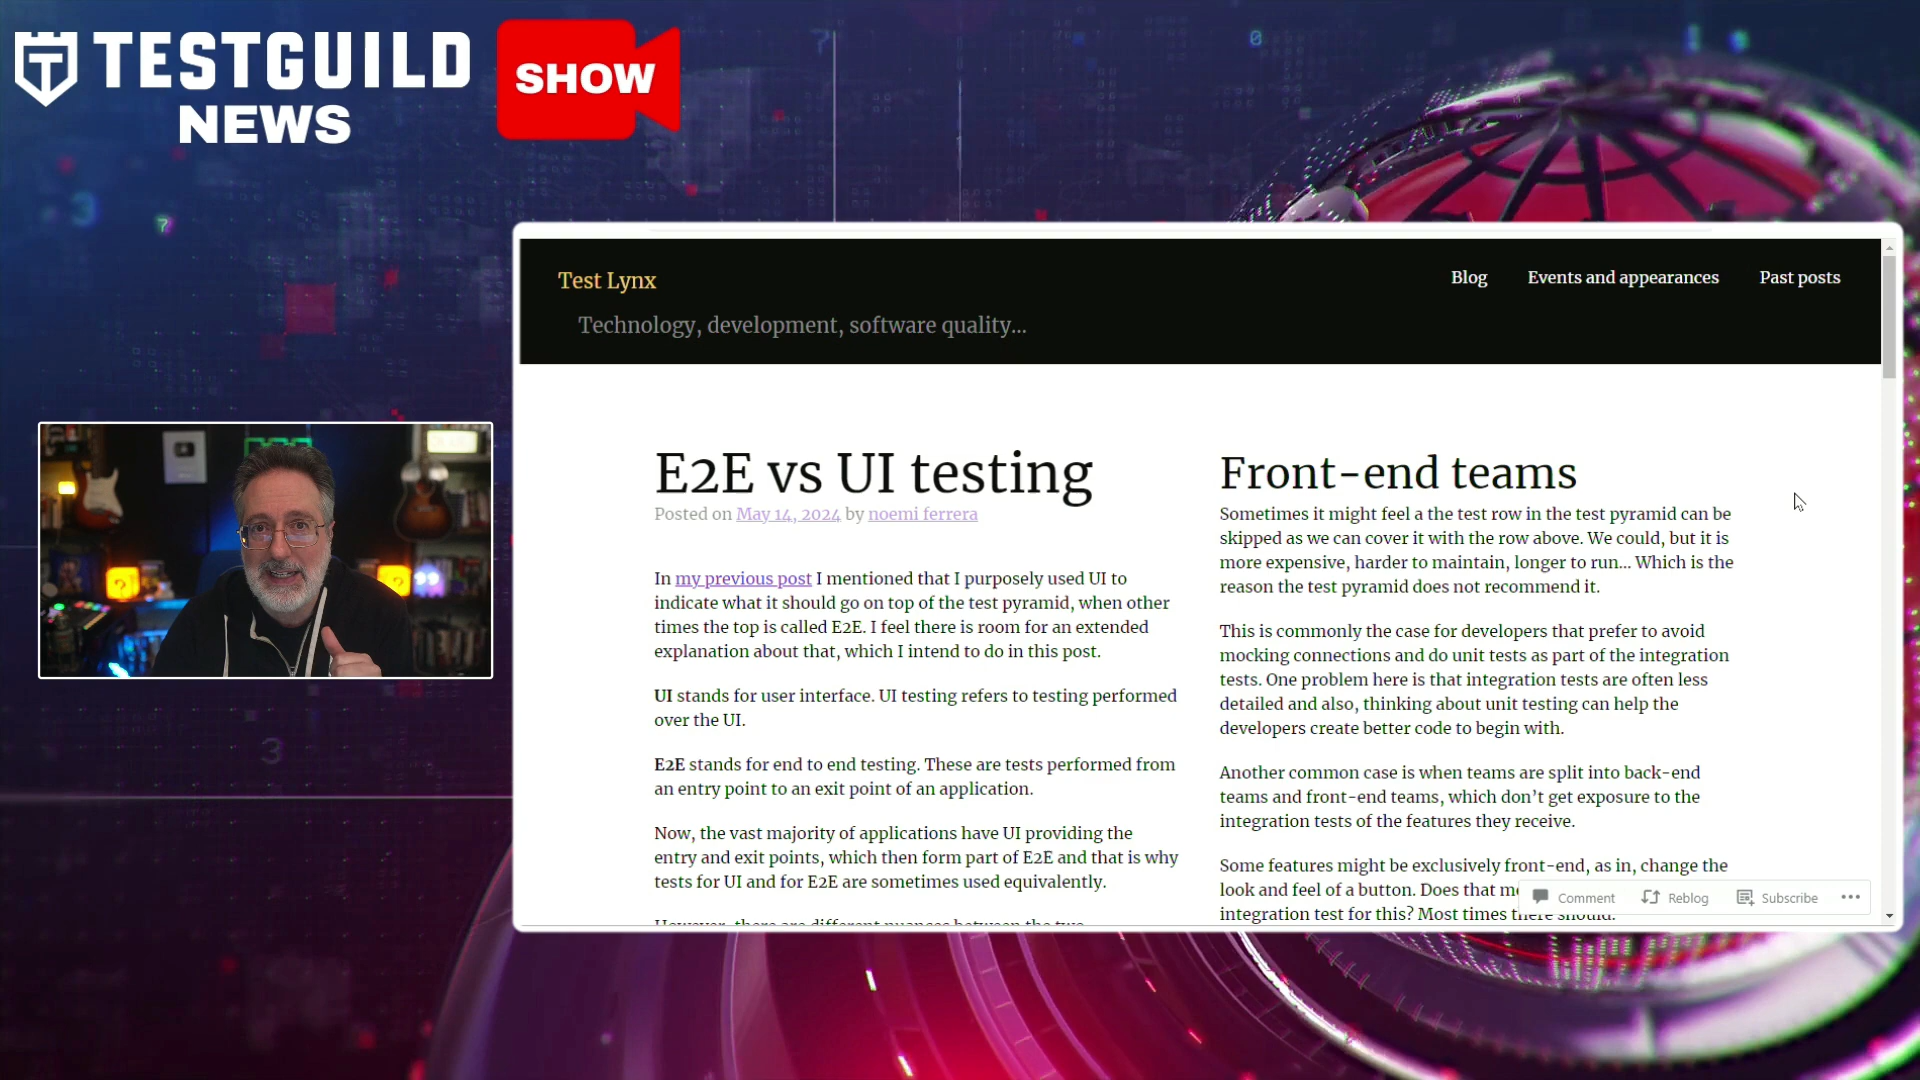 TESTGUILD
NEWS
SHOW
Test Lynx
Technology, development, software quality...
Blog
Events and appearances
Past posts
E2E vs UI testing
Posted on May 14, 2024 by noemi ferrera
In my previous post I mentioned that I purposely used UI to
indicate what it should go on top of the test pyramid, when other
times the top is called E2E. I feel there is room for an extended
explanation about that, which I intend to do in this post.
UI stands for user interface. UI testing refers to testing performed
over the UI.
E2E stands for end to end testing. These are tests performed from
an entry point to an exit point of an application.
Now, the vast majority of applications have UI providing the
entry and exit points, which then form part of E2E and that is why
tests for UI and for E2E are sometimes used equivalently.
However, there are different nuances between the two
Front-end teams
Sometimes it might feel a the test row in the test pyramid can be
skipped as we can cover it with the row above. We could, but it is
more expensive, harder to maintain, longer to run... Which is the
reason the test pyramid does not recommend it.
This is commonly the case for developers that prefer to avoid
mocking connections and do unit tests as part of the integration
tests. One problem here is that integration tests are often less
detailed and also, thinking about unit testing can help the
developers create better code to begin with.
Another common case is when teams are split into back-end
teams and front-end teams, which don't get exposure to the
integration tests of the features they receive.
Some features might be exclusively front-end, as in, change the
look and feel of a button. Does that
integration test for this? Most times there should.
Comment
Reblog
Subscribe